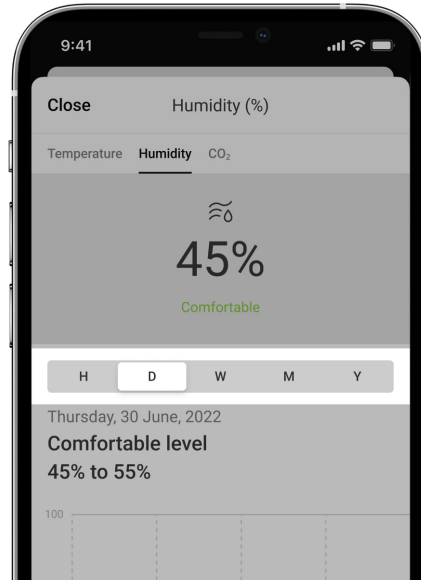 9:41
Close Humidity (%)
Temperature Humidity CO₂
45%
Comfortable
H D W M Y
Thursday, 30 June, 2022
Comfortable level
45% to 55%
100